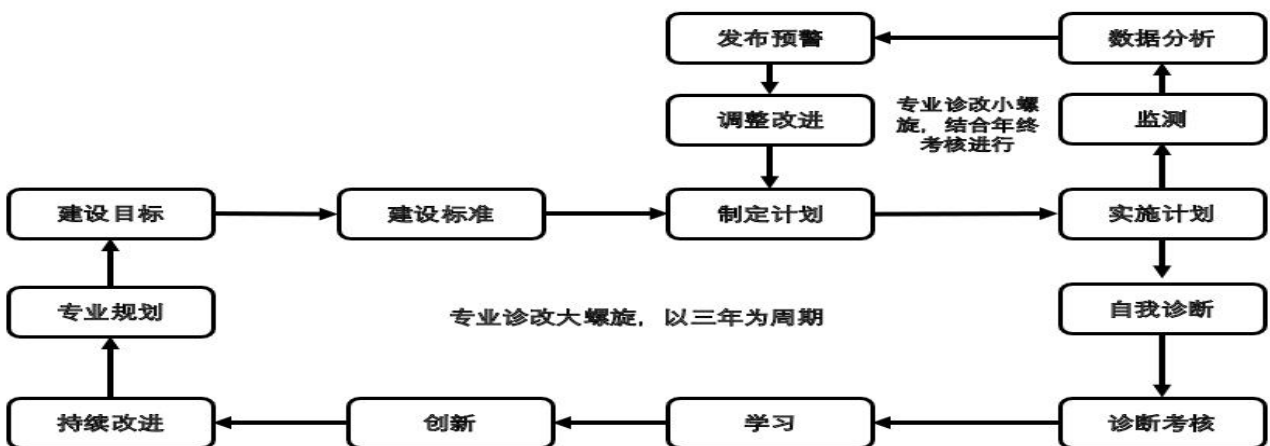 发布预警
数据分析
调整改进
专业诊改小螺
旋，结合年终
考核进行
监测
建设目标
建设标准
制定计划
实施计划
专业规划
专业诊改大螺旋，以三年为周期
自我诊断
持续改进
创新
学习
诊断考核